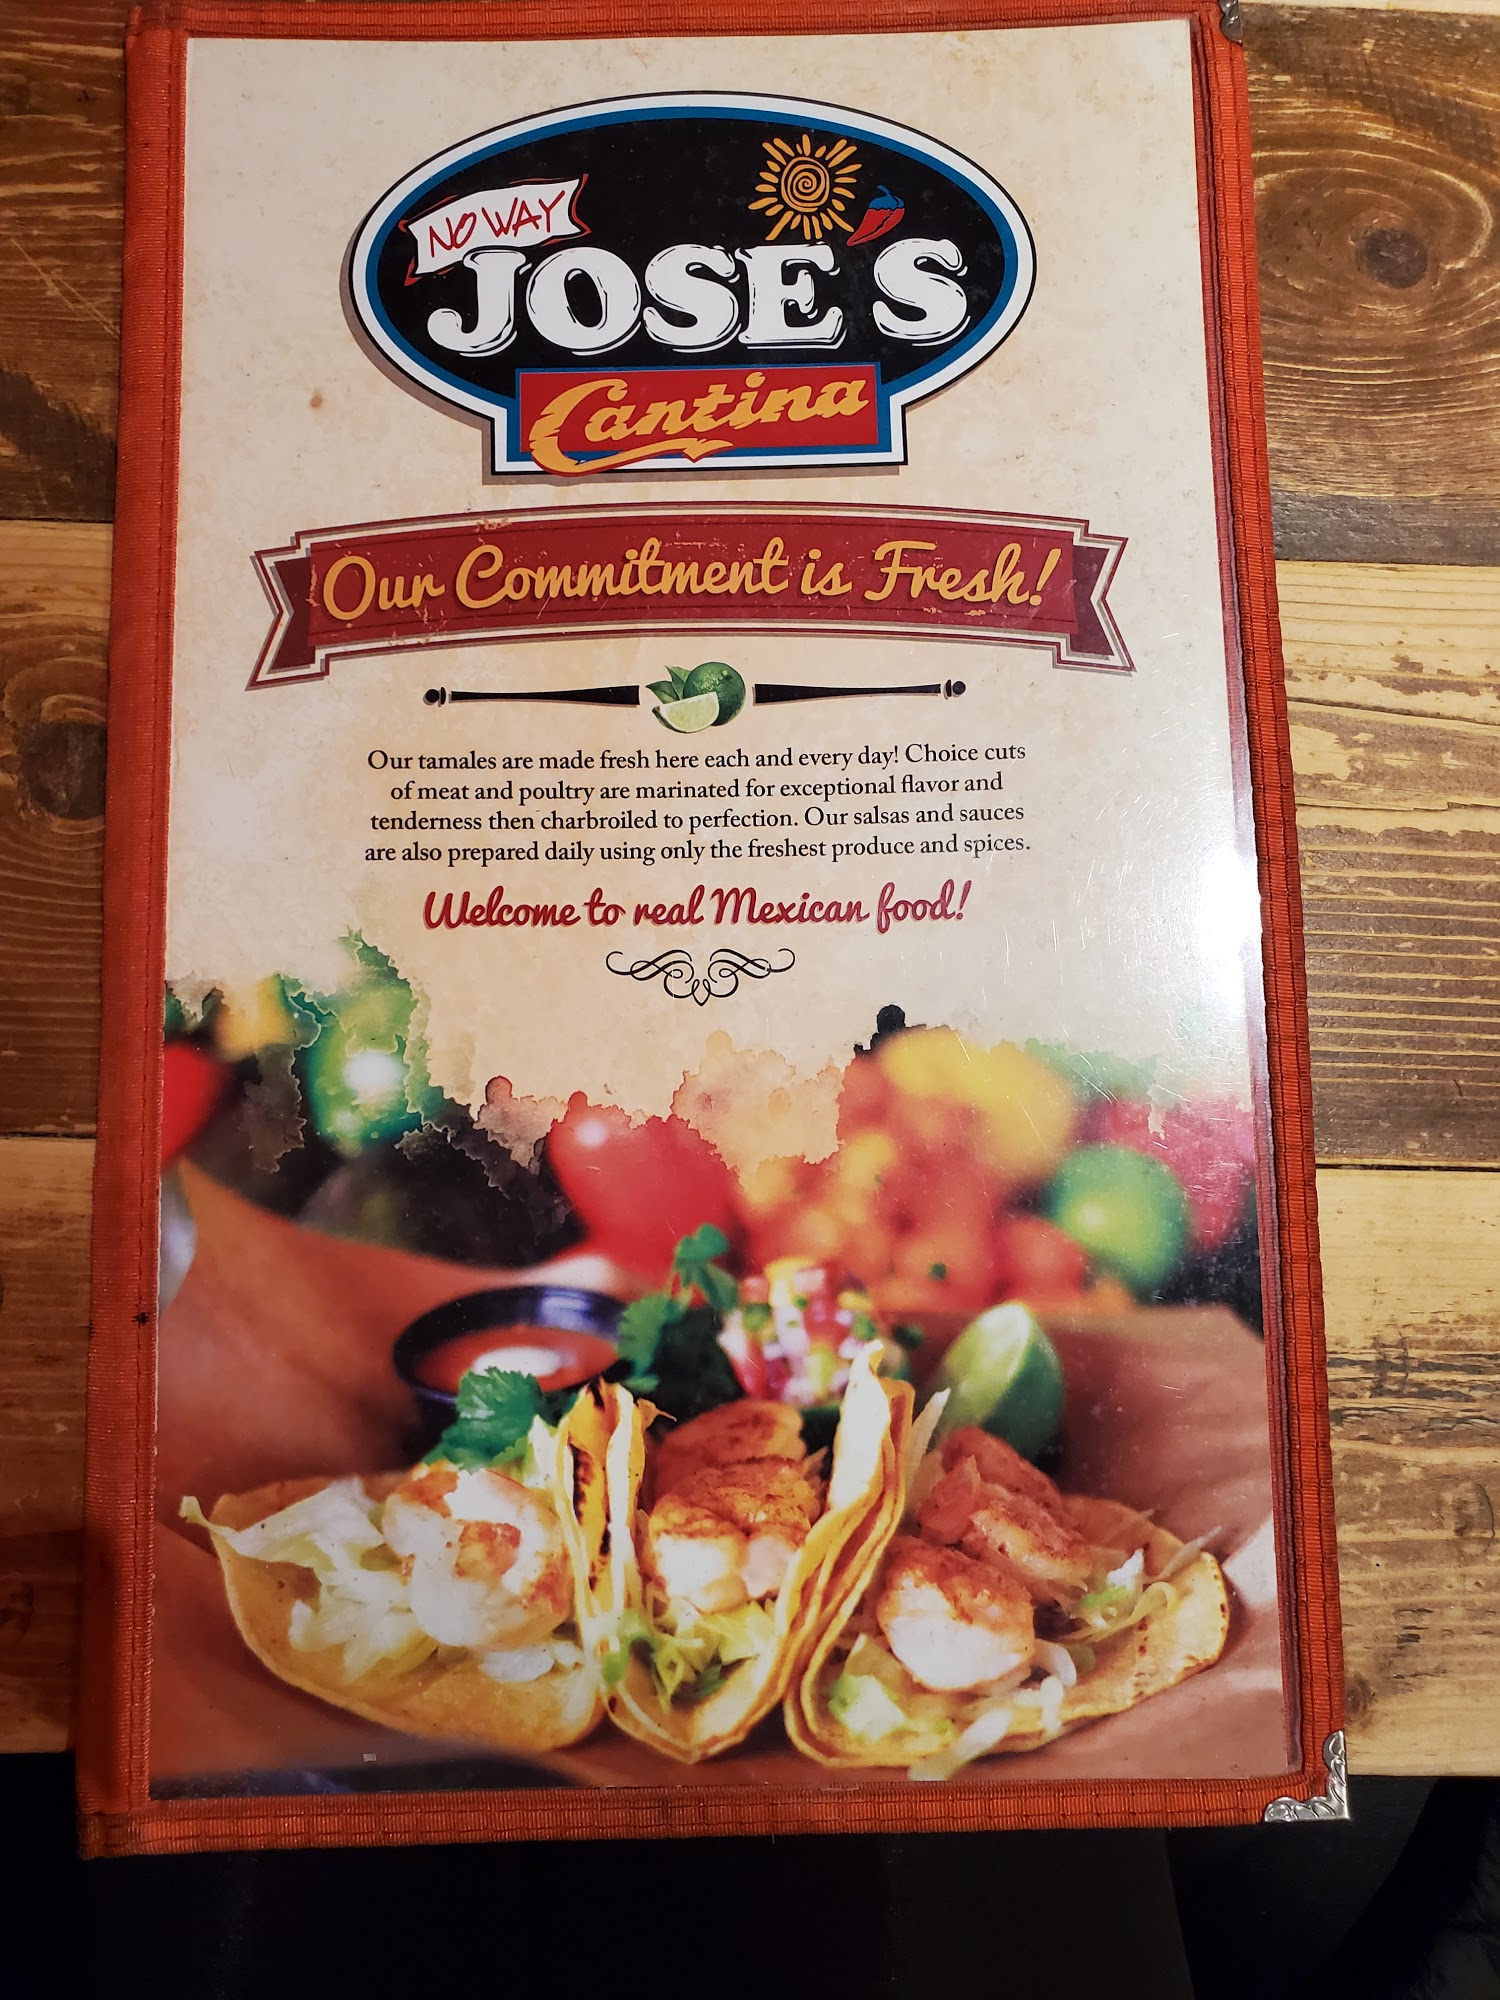 NO WAY
JOSE'S
Cantina
Our Commitment is Fresh!
Our tamales are made fresh here each and every day! Choice cuts
of meat and poultry are marinated for exceptional flavor and
tenderness then charbroiled to perfection. Our salsas and sauces
are also prepared daily using only the freshest produce and spices.
Welcome to real Mexican food!